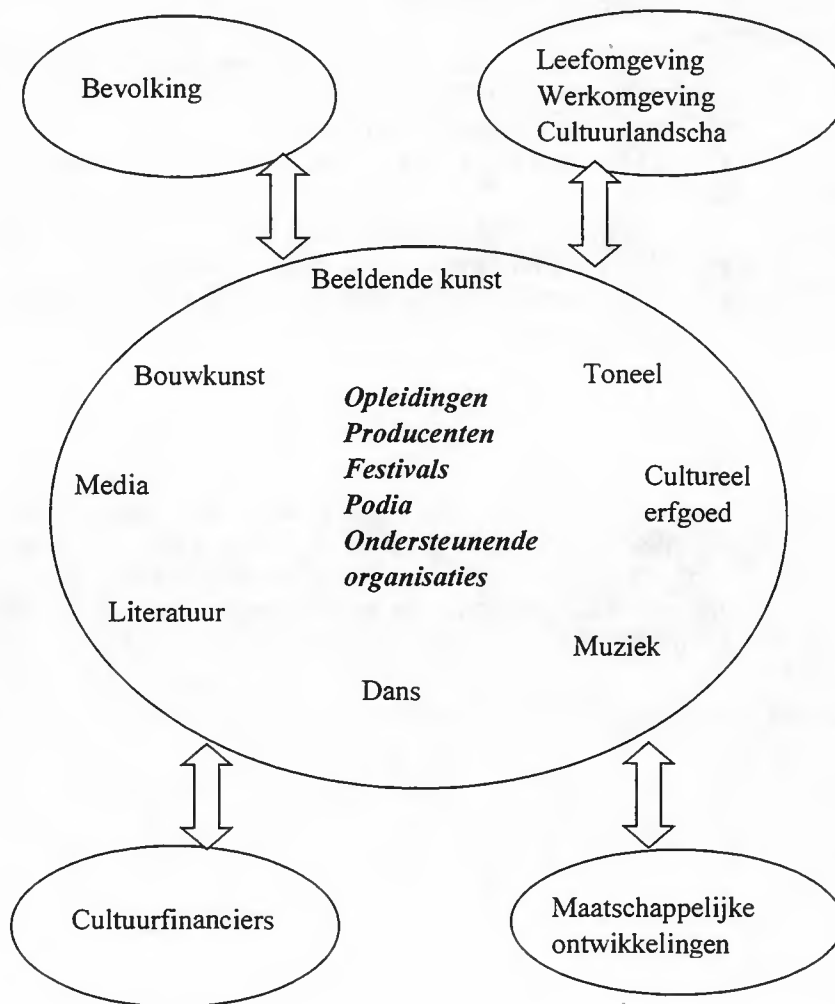 Bevolking
Leefomgeving
Werkomgeving
Cultuurlandscha
Beeldende kunst
Bouwkunst
Toneel
Opleidingen
Producenten
Festivals
Podia
Ondersteunende
organisaties
Media
Cultureel
erfgoed
Literatuur
Muziek
Dans
Cultuurfinanciers
Maatschappelijke
ontwikkelingen